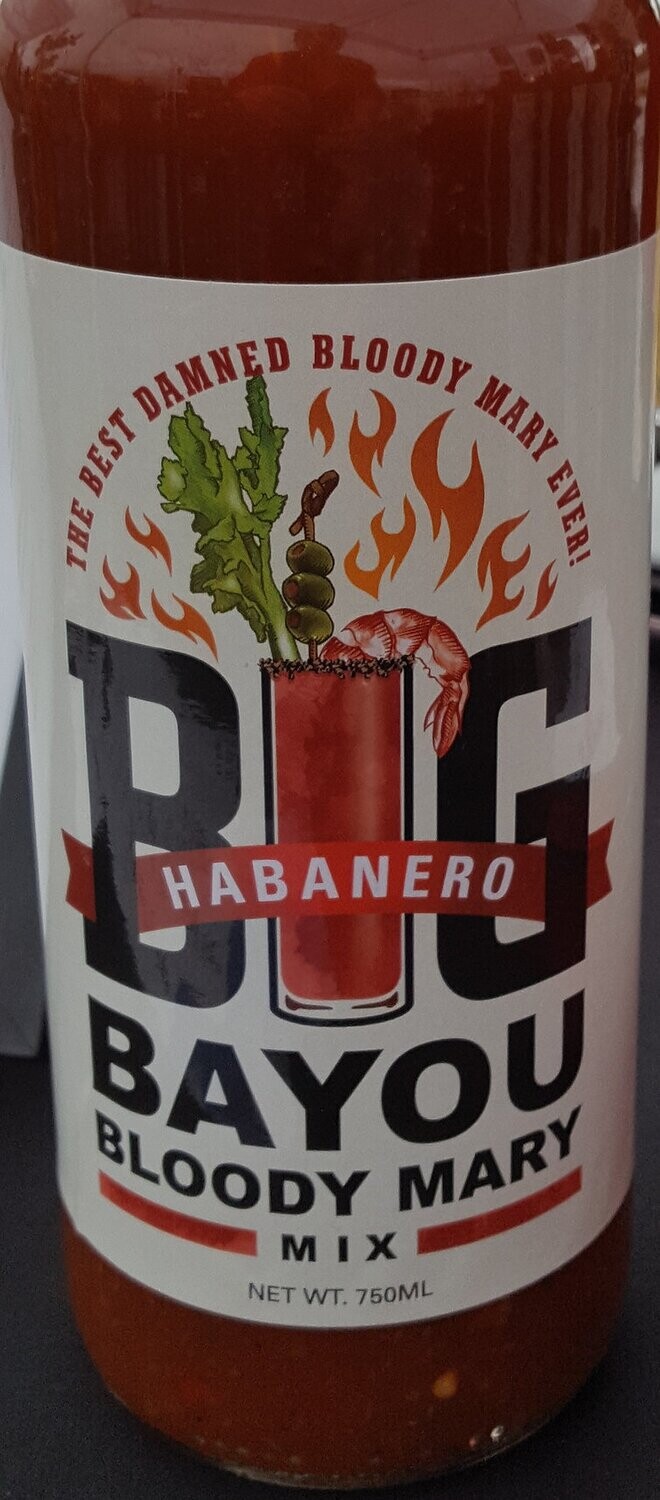 THE BEST DAMNED BLOODY MARY EVER!
BIG
HABANERO
BAYOU
BLOODY MARY
MIX
NET WT. 750ML